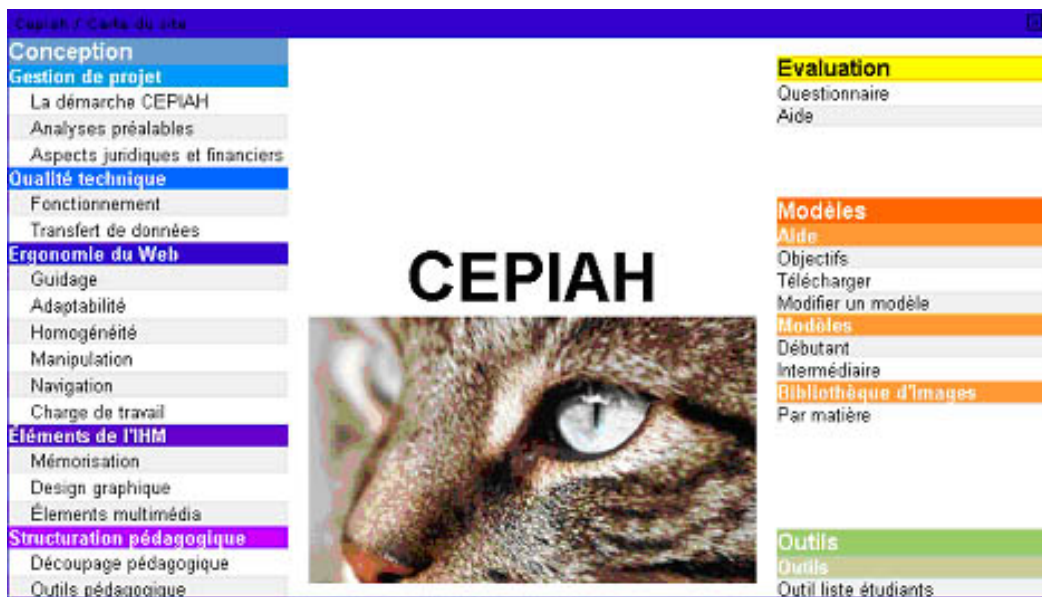 Cepiah / Carte du site
Conception
Gestion de projet
La démarche CEPIAH
Analyses préalables
Aspects juridiques et financiers
Qualité technique
Fonctionnement
Transfert de données
Ergonomie du Web
Guidage
Adaptabilité
Homogénéité
Manipulation
Navigation
Charge de travail
Éléments de l'IHM
Mémorisation
Design graphique
Élements multimédia
Structuration pédagogique
Découpage pédagogique
Outils pédagogique
CEPIAH
Evaluation
Questionnaire
Aide
Modèles
Aide
Objectifs
Télécharger
Modifier un modèle
Modèles
Débutant
Intermédiaire
Bibliothèque d'images
Par matière
Outils
Outils
Outil liste étudiants